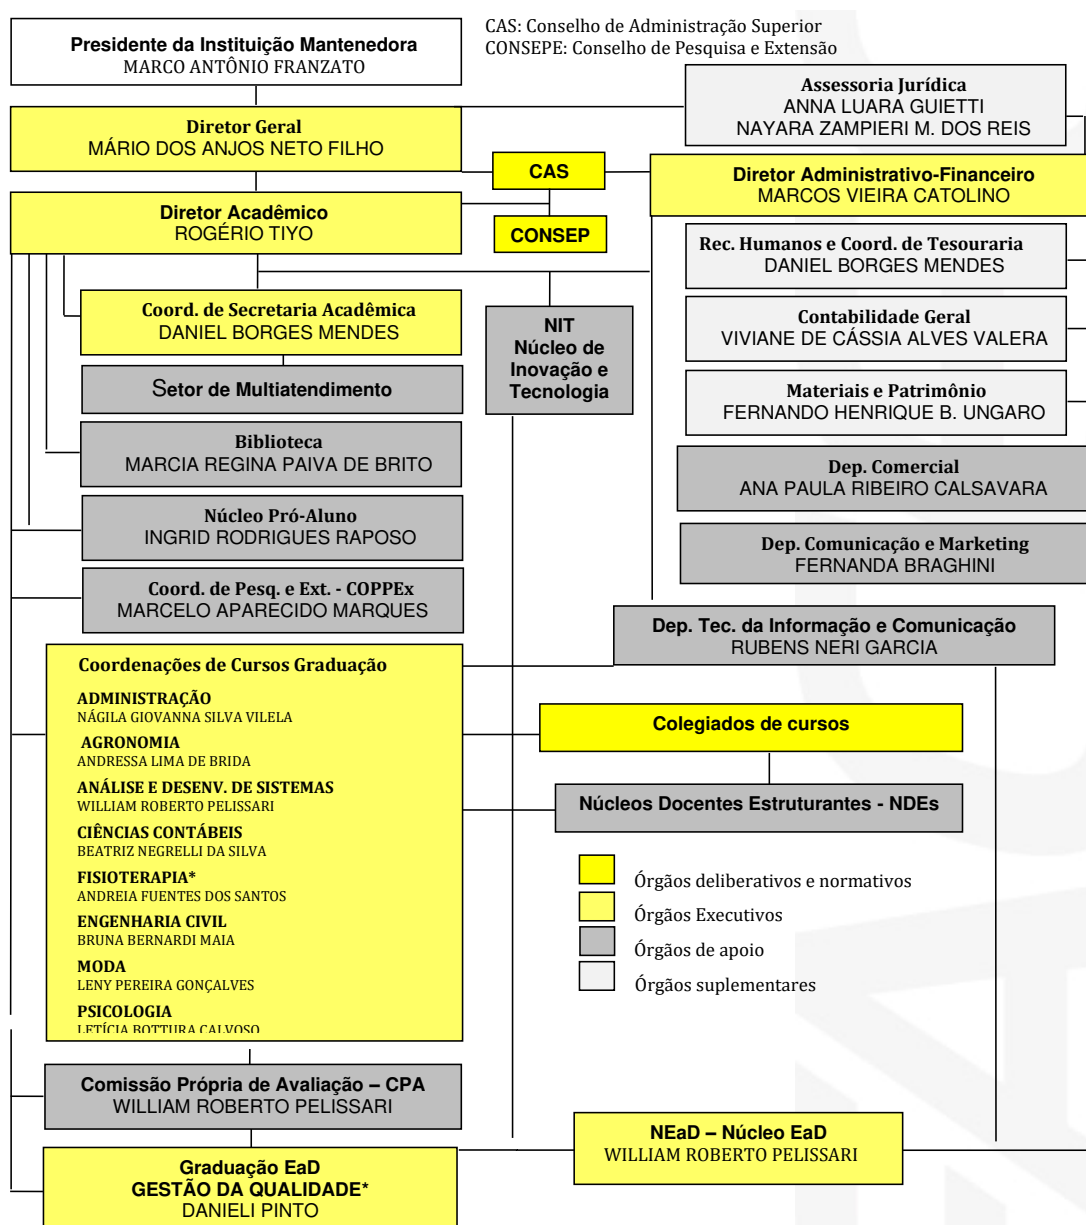 Presidente da Instituição Mantenedora
MARCO ANTÔNIO FRANZATO
CAS: Conselho de Administração Superior
CONSEPE: Conselho de Pesquisa e Extensão
Assessoria Jurídica
ANNA LUARA GUIETTI
NAYARA ZAMPIERI M. DOS REIS
Diretor Geral
MÁRIO DOS ANJOS NETO FILHO
CAS
Diretor Administrativo-Financeiro
MARCOS VIEIRA CATOLINO
Diretor Acadêmico
ROGÉRIO TIYO
CONSEP
Rec. Humanos e Coord. de Tesouraria
DANIEL BORGES MENDES
Coord. de Secretaria Acadêmica
DANIEL BORGES MENDES
NIT
Núcleo de
Inovação e
Tecnologia
Contabilidade Geral
VIVIANE DE CÁSSIA ALVES VALERA
Setor de Multiatendimento
Materiais e Patrimônio
FERNANDO HENRIQUE B. UNGARO
Biblioteca
MARCIA REGINA PAIVA DE BRITO
Dep. Comercial
ANA PAULA RIBEIRO CALSAVARA
Núcleo Pró-Aluno
INGRID RODRIGUES RAPOSO
Dep. Comunicação e Marketing
FERNANDA BRAGHINI
Coord. de Pesq. e Ext. - COPPEx
MARCELO APARECIDO MARQUES
Dep. Tec. da Informação e Comunicação
RUBENS NERI GARCIA
Coordenações de Cursos Graduação
ADMINISTRAÇÃO
NÁGILA GIOVANNA SILVA VILELA
AGRONOMIA
ANDRESSA LIMA DE BRIDA
ANÁLISE E DESENV. DE SISTEMAS
WILLIAM ROBERTO PELISSARI
CIÊNCIAS CONTÁBEIS
BEATRIZ NEGRELLI DA SILVA
FISIOTERAPIA*
ANDREIA FUENTES DOS SANTOS
ENGENHARIA CIVIL
BRUNA BERNARDI MAIA
MODA
LENY PEREIRA GONÇALVES
PSICOLOGIA
LETÍCIA BOTTURA CALVOSO
Colegiados de cursos
Núcleos Docentes Estruturantes - NDEs
Órgãos deliberativos e normativos
Órgãos Executivos
Órgãos de apoio
Órgãos suplementares
Comissão Própria de Avaliação – CPA
WILLIAM ROBERTO PELISSARI
NEaD – Núcleo EaD
WILLIAM ROBERTO PELISSARI
Graduação EaD
GESTÃO DA QUALIDADE*
DANIELI PINTO